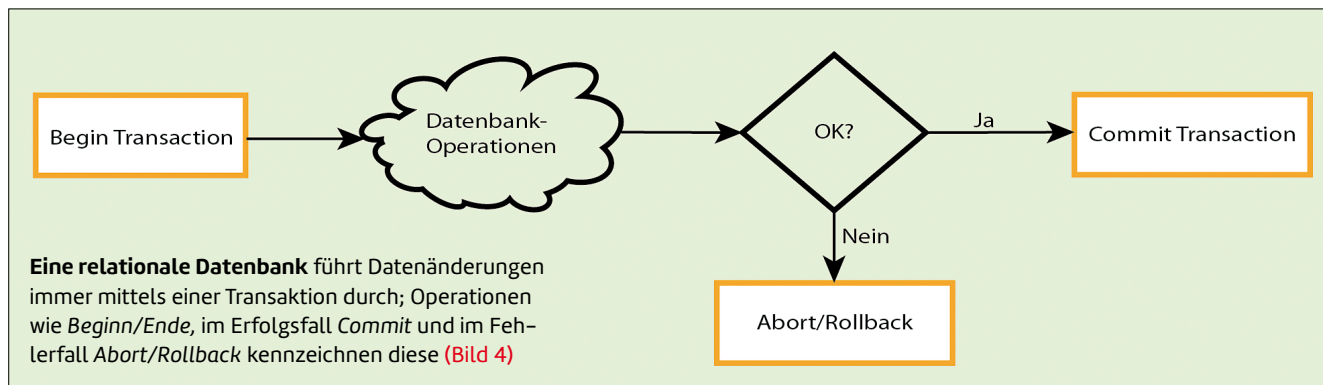 Begin Transaction
Datenbank-
Operationen
OK?
Ja
Commit Transaction
Nein
Abort/Rollback
Eine relationale Datenbank führt Datenänderungen
immer mittels einer Transaktion durch; Operationen
wie Beginn/Ende, im Erfolgsfall Commit und im Feh-
lerfall Abort/Rollback kennzeichnen diese (Bild 4)